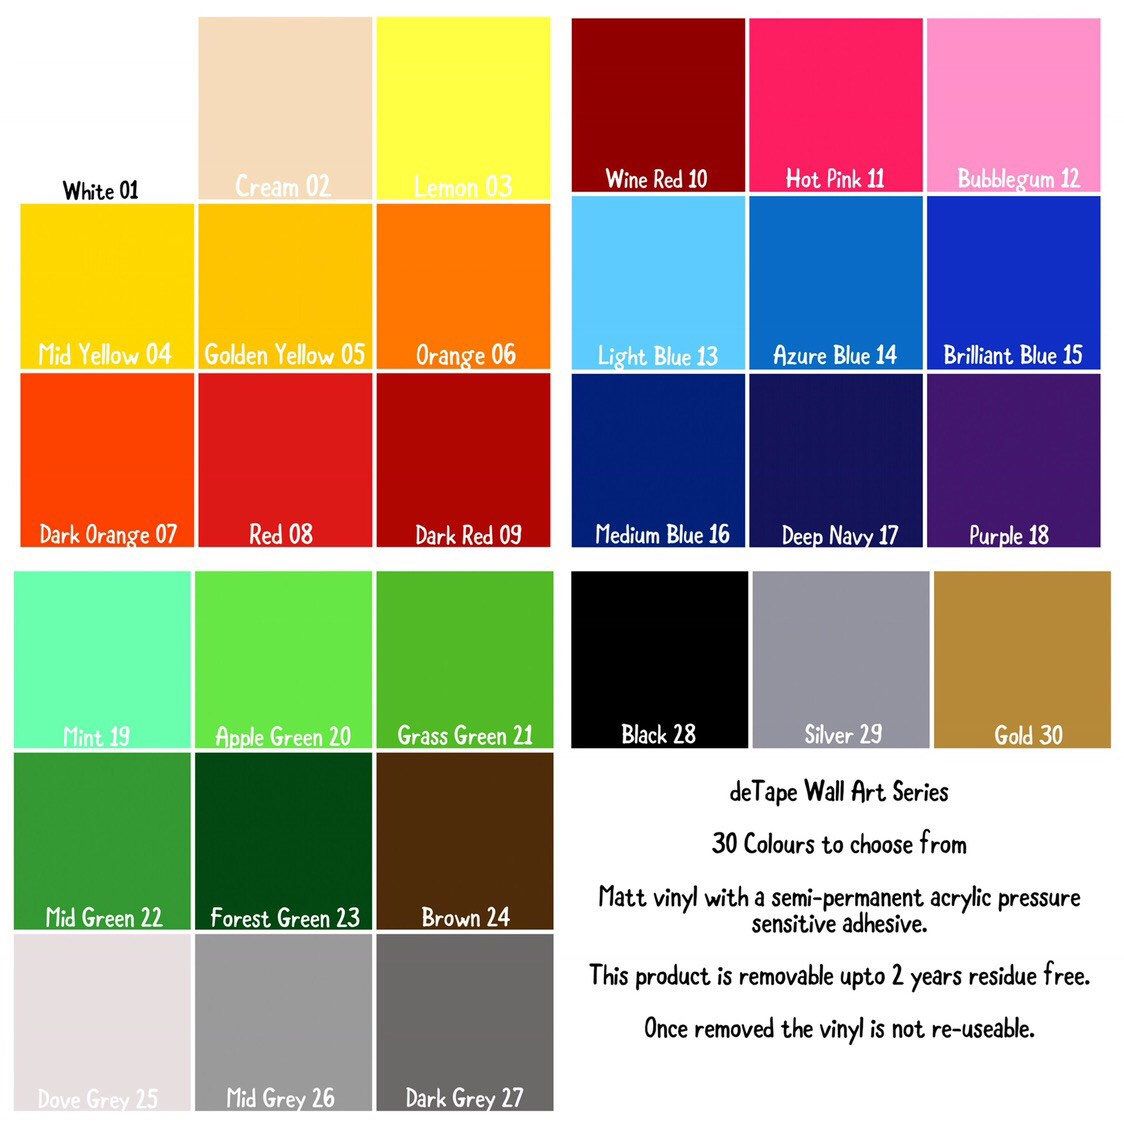 White 01
Cream 02
Lemon 03
Mid Yellow 04
Golden Yellow 05
Orange 06
Dark Orange 07
Red 08
Dark Red 09
Wine Red 10
Hot Pink 11
Bubblegum 12
Light Blue 13
Azure Blue 14
Brilliant Blue 15
Medium Blue 16
Deep Navy 17
Purple 18
Mint 19
Apple Green 20
Grass Green 21
Mid Green 22
Forest Green 23
Brown 24
Dove Grey 25
Mid Grey 26
Dark Grey 27
Black 28
Silver 29
Gold 30
deTape Wall Art Series
30 Colours to choose from
Matt vinyl with a semi-permanent acrylic pressure
sensitive adhesive.
This product is removable upto 2 years residue free.
Once removed the vinyl is not re-useable.